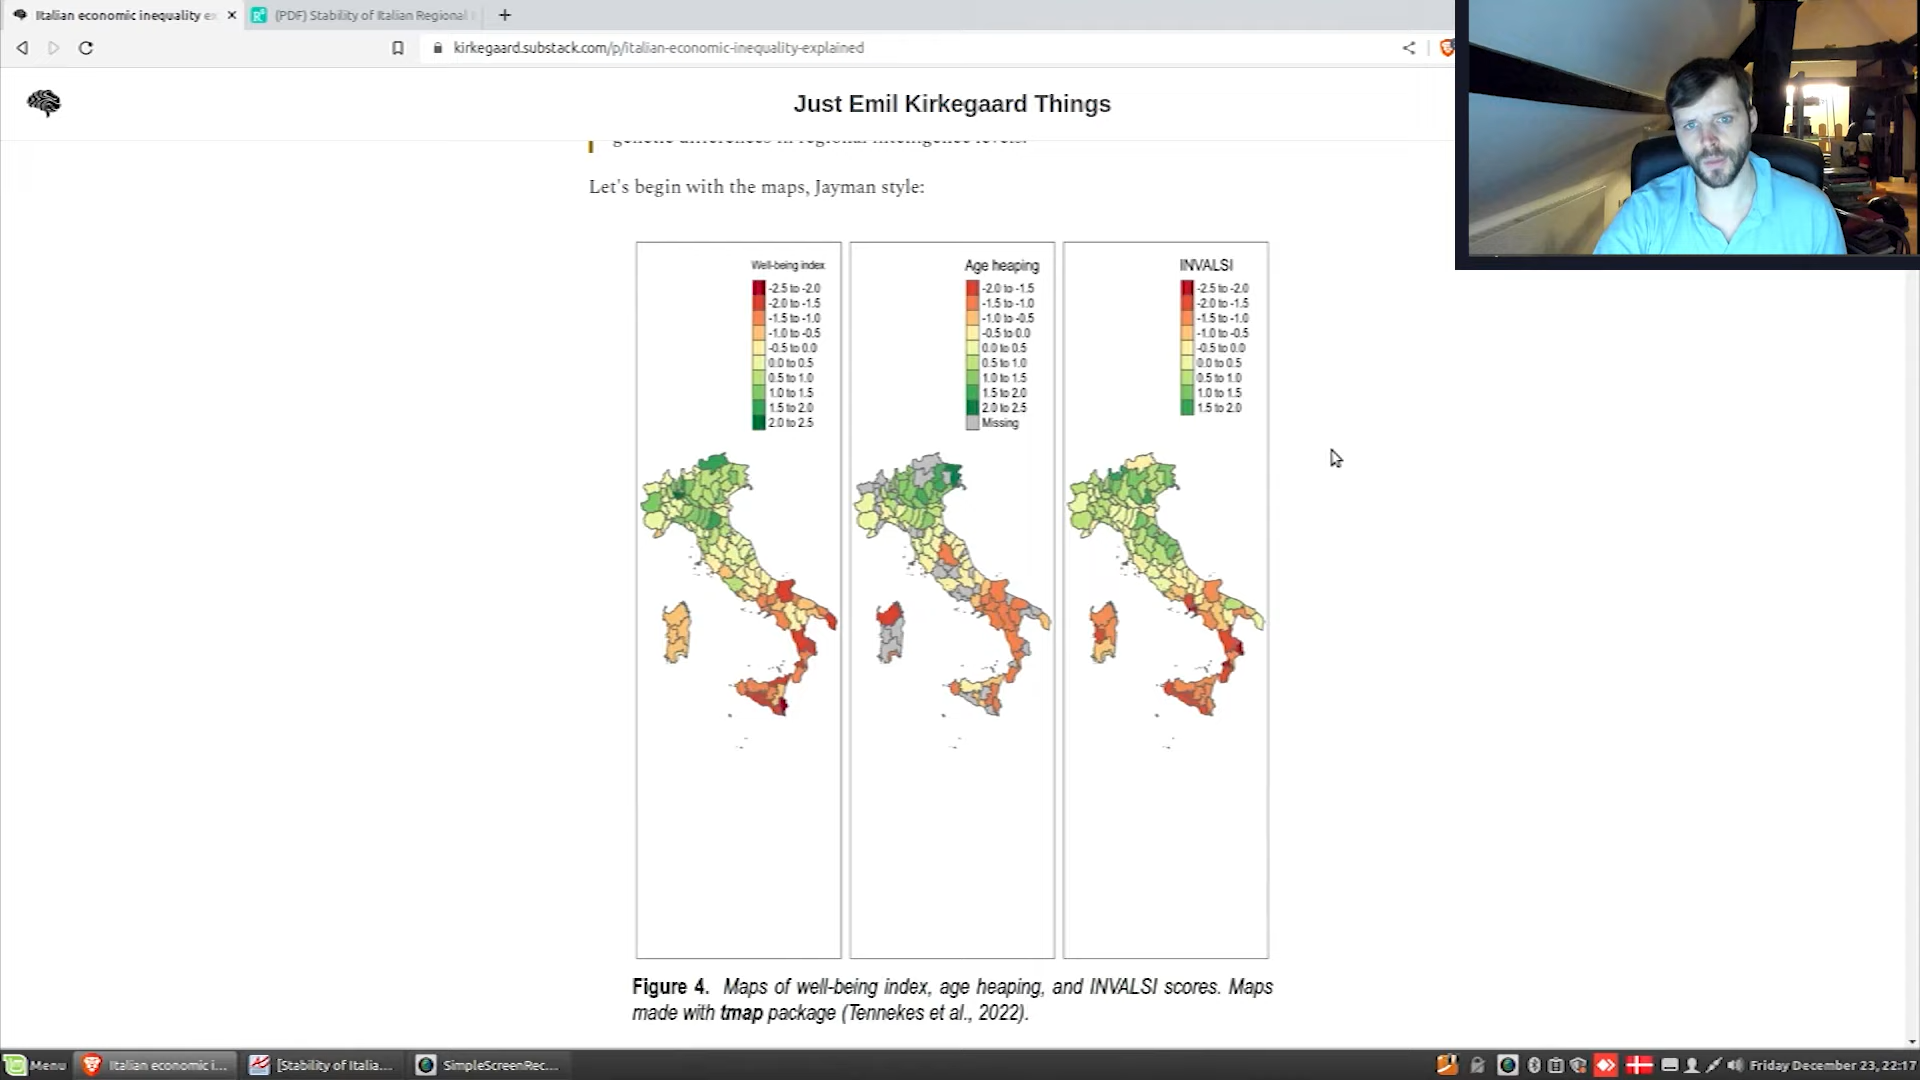 Italian economic inequality ex
(PDF) Stability of Italian Regional
kirkegaard.substack.com/p/italian-economic-inequality-explained
Just Emil Kirkegaard Things
genetic differences in regional intelligence levels.
Let's begin with the maps, Jayman style:
Well-being index
-2.5 to -2.0
-2.0 to -1.5
-1.5 to -1.0
-1.0 to -0.5
-0.5 to 0.0
0.0 to 0.5
0.5 to 1.0
1.0 to 1.5
1.5 to 2.0
2.0 to 2.5
Age heaping
-2.0 to -1.5
-1.5 to -1.0
-1.0 to -0.5
-0.5 to 0.0
0.0 to 0.5
0.5 to 1.0
1.0 to 1.5
1.5 to 2.0
2.0 to 2.5
Missing
INVALSI
-2.5 to -2.0
-2.0 to -1.5
-1.5 to -1.0
-1.0 to -0.5
-0.5 to 0.0
0.0 to 0.5
0.5 to 1.0
1.0 to 1.5
1.5 to 2.0
Figure 4. Maps of well-being index, age heaping, and INVALSI scores. Maps
made with tmap package (Tennekes et al., 2022).
Menu
Italian economic i...
[Stability of Italia...
SimpleScreenRec...
Friday December 23, 22:17